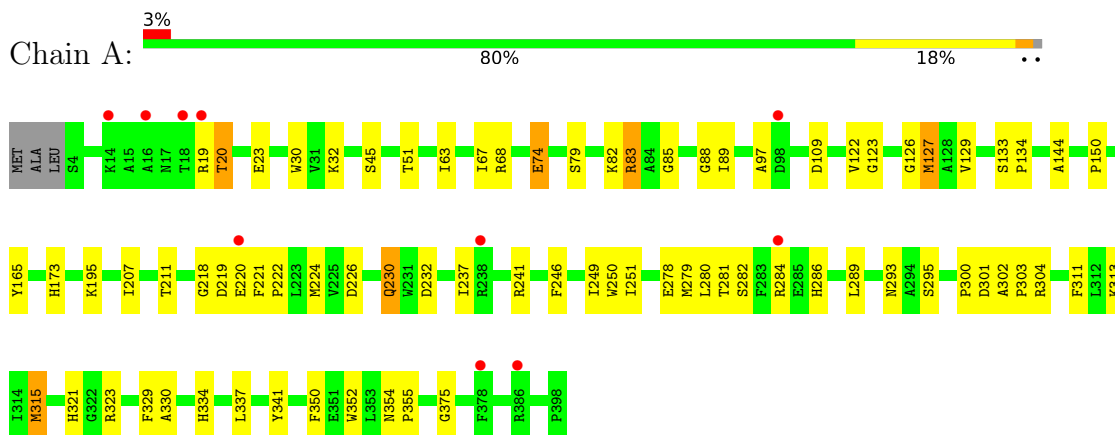 3%
Chain A:
80% 18% • •
MET ALA LEU S4 K14 A15 A16 N17 T18 R19 T20 E23 W30 V31 K32 S45 T51 I63 I67 R68 E74 S79 K82 R83 A84 G85 G88 I89 A97 D98 D109 V122 G123 G126 M127 A128 V129 S133 P134 A144 P150
Y165 H173 K195 I207 T211 G218 D219 E220 F221 P222 L223 M224 V225 D226 Q230 W231 D232 I237 R238 R241 F246 I249 W250 I251 E278 M279 L280 T281 S282 F283 R284 E285 H286 L289 N293 A294 S295 P300 D301 A302 P303 R304 F311 L312 K313
I314 M315 H321 G322 R323 F329 A330 H334 L337 Y341 F350 E351 W352 L353 N354 P355 G375 F378 R386 P398